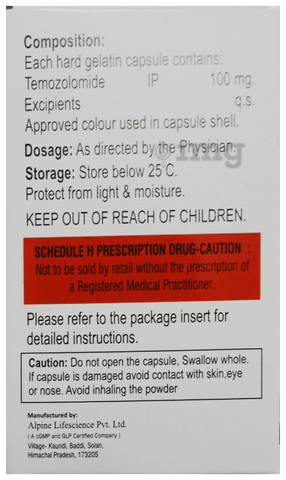 Composition:
Each hard gelatin capsule contains:
Temozolomide IP 100 mg.
Excipients q.s.
Approved colour used in capsule shell.
Dosage: As directed by the Physician.
Storage: Store below 25°C.
Protect from light & moisture.
KEEP OUT OF REACH OF CHILDREN.
SCHEDULE H PRESCRIPTION DRUG-CAUTION :
Not to be sold by retail without the prescription of
a Registered Medical Practitioner.
Please refer to the package insert for
detailed instructions.
Caution: Do not open the capsule, Swallow whole.
If capsule is damaged avoid contact with skin,eye
or nose. Avoid inhaling the powder
Manufactured by:
Alpine Lifescience Pvt. Ltd.
( A cGMP and GLP Certified Company )
Village- Kaundi, Baddi, Solan,
Himachal Pradesh, 173205